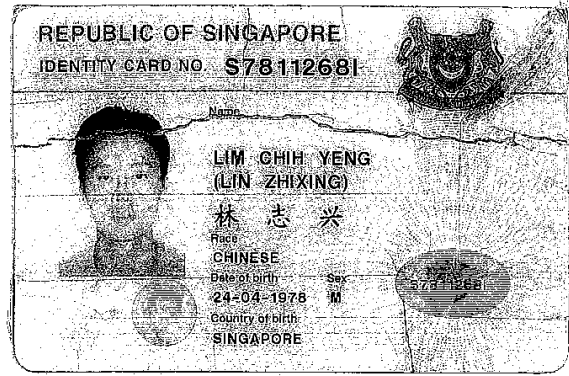 REPUBLIC OF SINGAPORE
IDENTITY CARD NO. S7811268I
Name
LIM CHIH YENG
(LIN ZHIXING)
林 志 兴
Race
CHINESE
Date of birth Sex
24-04-1978 M
Country of birth
SINGAPORE
S7811268I